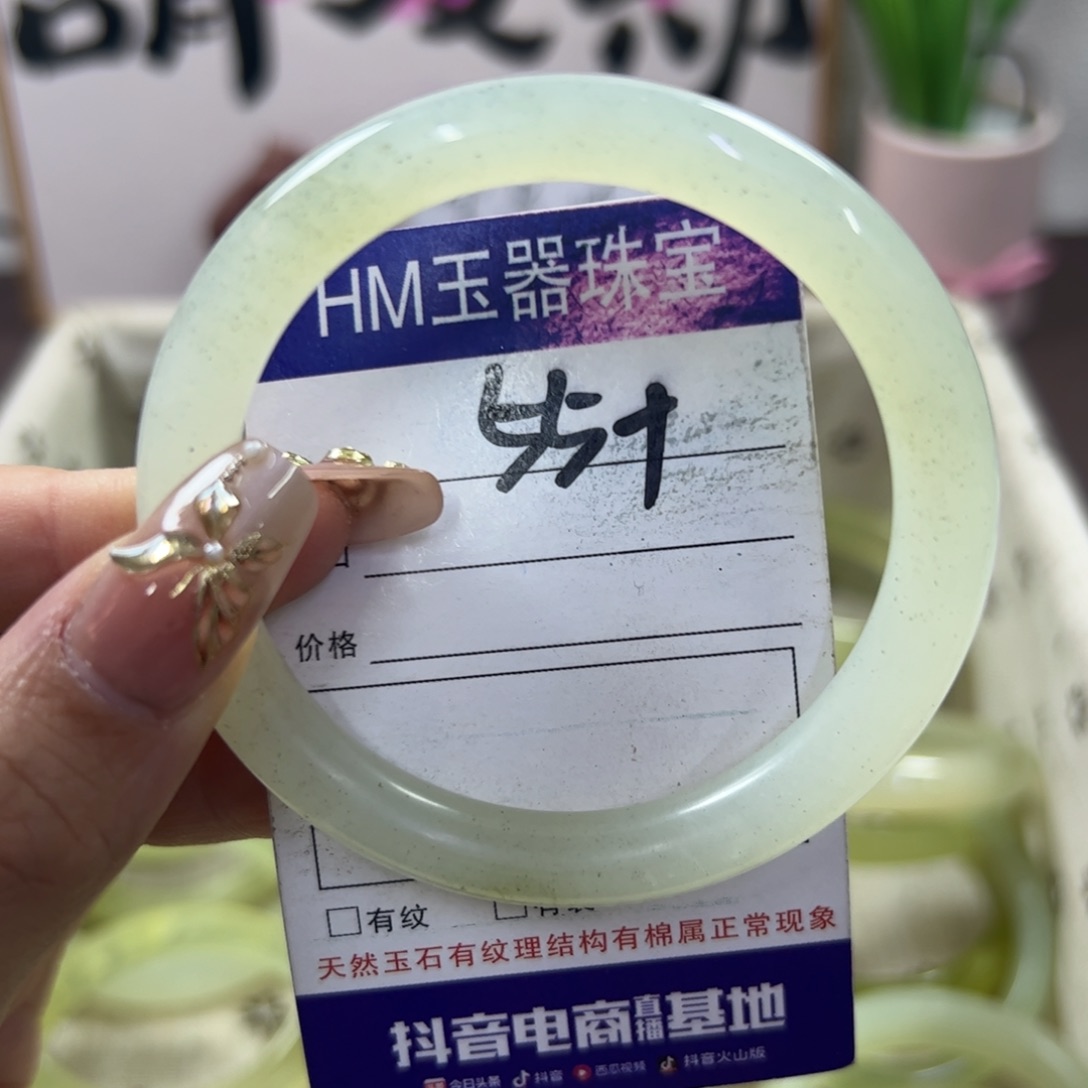 HM玉器珠宝
55+
价格
有纹
天然玉石有纹理结构有棉属正常现象
抖音电商直播基地
今日头条 抖音 西瓜视频 抖音火山版